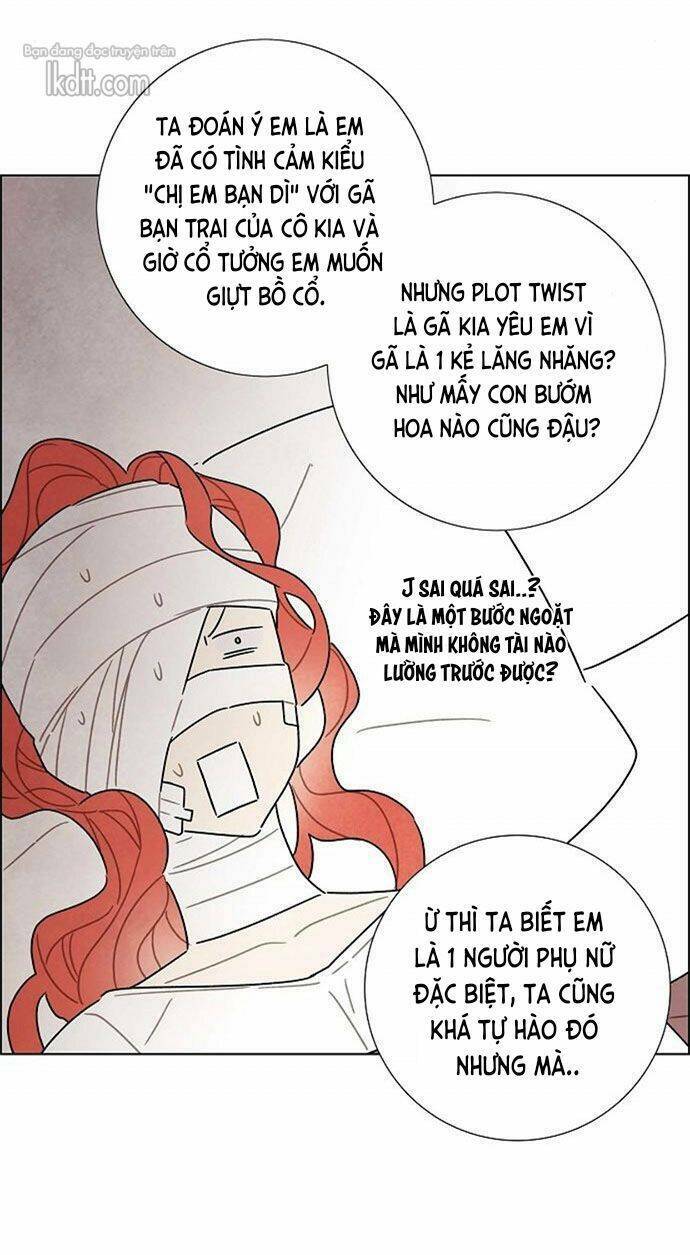 Bạn đang đọc truyện trên
lkdtt.com
TA ĐOÁN Ý EM LÀ EM
ĐÃ CÓ TÌNH CẢM KIỂU
"CHỊ EM BẠN DÌ" VỚI GÃ
BẠN TRAI CỦA CÔ KIA VÀ
GIỜ CỔ TƯỞNG EM MUỐN
GIỰT BỒ CỔ.
NHƯNG PLOT TWIST
LÀ GÃ KIA YÊU EM VÌ
GÃ LÀ 1 KẺ LĂNG NHĂNG?
NHƯ MẤY CON BƯỚM
HOA NÀO CŨNG ĐẬU?
J SAI QUÁ SAI..?
ĐÂY LÀ MỘT BƯỚC NGOẶT
MÀ MÌNH KHÔNG TÀI NÀO
LƯỜNG TRƯỚC ĐƯỢC?
Ừ THÌ TA BIẾT EM
LÀ 1 NGƯỜI PHỤ NỮ
ĐẶC BIỆT, TA CŨNG
KHÁ TỰ HÀO ĐÓ
NHƯNG MÀ..